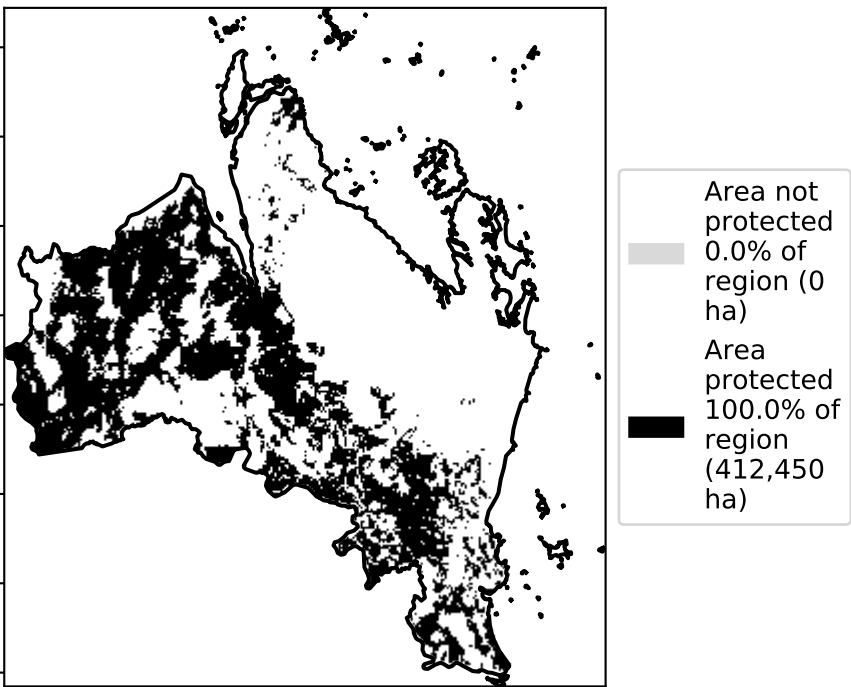 Area not
protected
0.0% of
region (0
ha)
Area
protected
100.0% of
region
(412,450
ha)